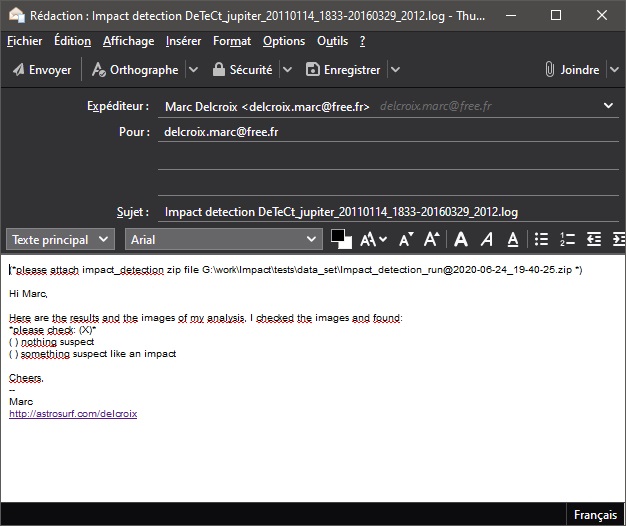 Rédaction : Impact detection DeTeCt_jupiter_20110114_1833-20160329_2012.log - Thu...
Fichier Édition Affichage Insérer Format Options Outils ?
Envoyer Orthographe Sécurité Enregistrer Joindre
Expéditeur : Marc Delcroix <delcroix.marc@free.fr> delcroix.marc@free.fr
Pour : delcroix.marc@free.fr
Sujet : Impact detection DeTeCt_jupiter_20110114_1833-20160329_2012.log
Texte principal Arial
(*please attach impact_detection zip file G:\work\Impact\tests\data_set\Impact_detection_run@2020-06-24_19-40-25.zip *)
Hi Marc,
Here are the results and the images of my analysis, I checked the images and found:
*please check: (X)*
( ) nothing suspect
( ) something suspect like an impact
Cheers,
--
Marc
http://astrosurf.com/delcroix
Français